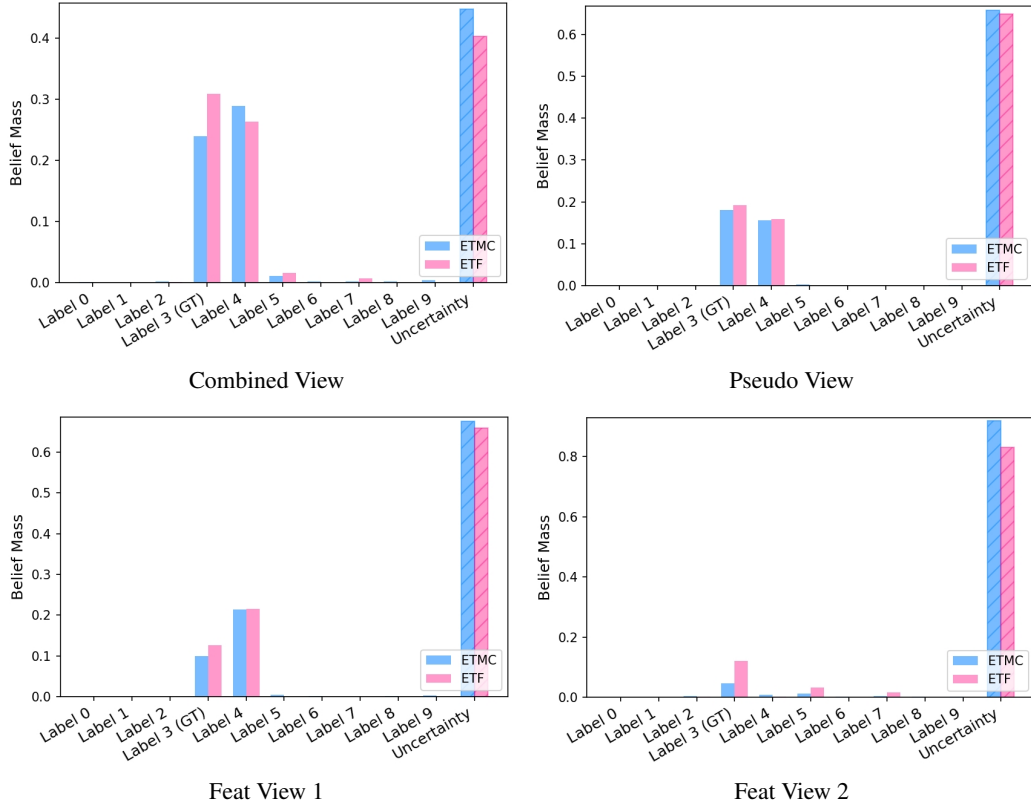 0.4
0.3
0.2
0.1
0.0
Belief Mass
ETMC
ETF
Label 0
Label 1
Label 2
Label 3 (GT)
Label 4
Label 5
Label 6
Label 7
Label 8
Label 9
Uncertainty
Combined View
0.6
0.5
0.4
0.3
0.2
0.1
0.0
Belief Mass
ETMC
ETF
Label 0
Label 1
Label 2
Label 3 (GT)
Label 4
Label 5
Label 6
Label 7
Label 8
Label 9
Uncertainty
Pseudo View
0.6
0.5
0.4
0.3
0.2
0.1
0.0
Belief Mass
ETMC
ETF
Label 0
Label 1
Label 2
Label 3 (GT)
Label 4
Label 5
Label 6
Label 7
Label 8
Label 9
Uncertainty
Feat View 1
0.8
0.6
0.4
0.2
0.0
Belief Mass
ETMC
ETF
Label 0
Label 1
Label 2
Label 3 (GT)
Label 4
Label 5
Label 6
Label 7
Label 8
Label 9
Uncertainty
Feat View 2